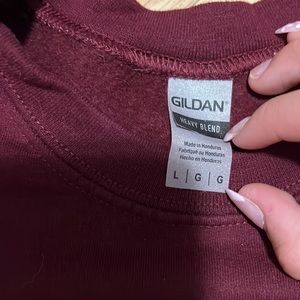 GILDAN®
HEAVY BLEND
Made in Honduras
Fabriqué au Honduras
Hecho en Honduras
L | G | G